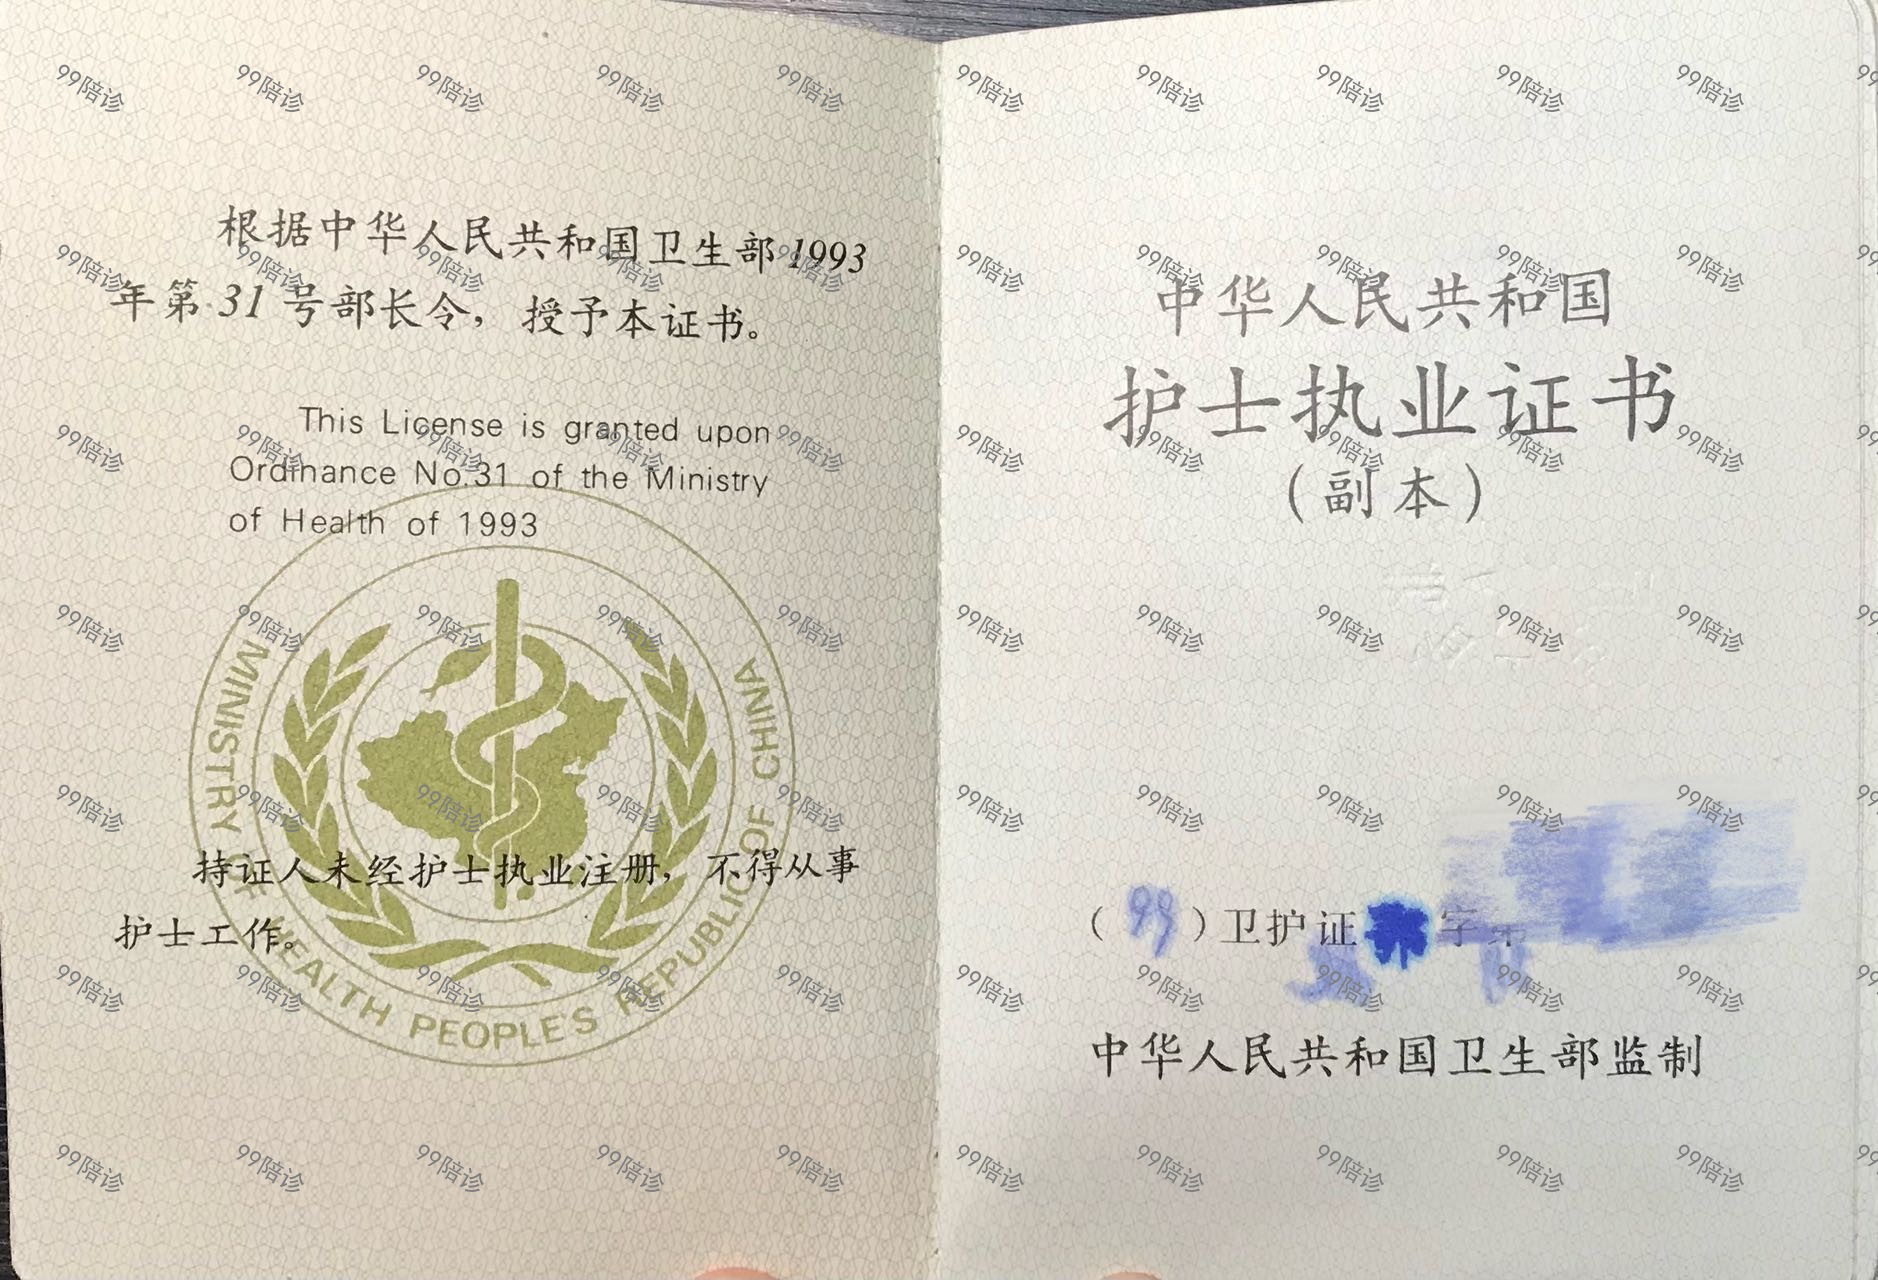 根据中华人民共和国卫生部1993
年第31号部长令，授予本证书。
This License is granted upon
Ordinance No.31 of the Ministry
of Health of 1993
MINISTRY OF HEALTH PEOPLE'S REPUBLIC OF CHINA
持证人未经护士执业注册，不得从事
护士工作。
中华人民共和国
护士执业证书
（副本）
（99）卫护证 字第
中华人民共和国卫生部监制
99陪诊